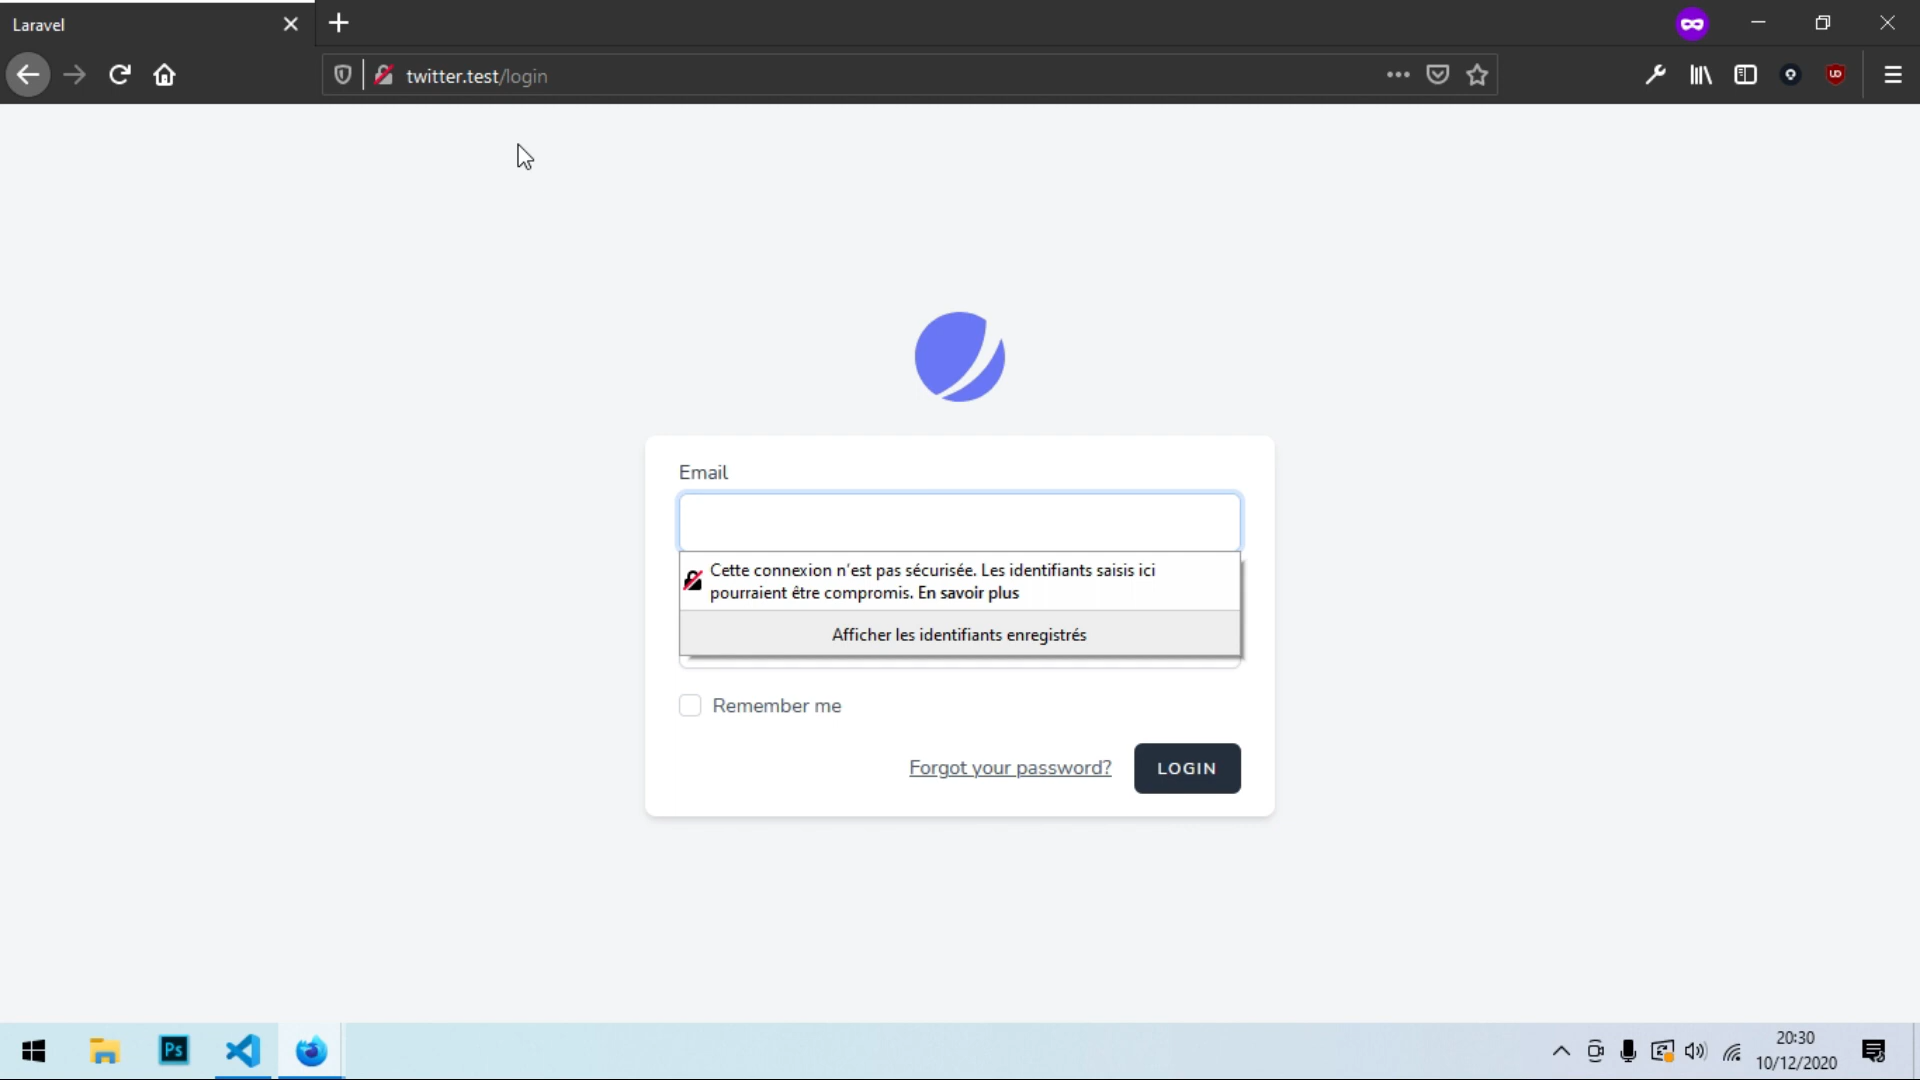 Laravel
twitter.test/login
Email
Cette connexion n'est pas sécurisée. Les identifiants saisis ici
pourraient être compromis. En savoir plus
Afficher les identifiants enregistrés
Remember me
Forgot your password?
LOGIN
Ps
20:30
10/12/2020